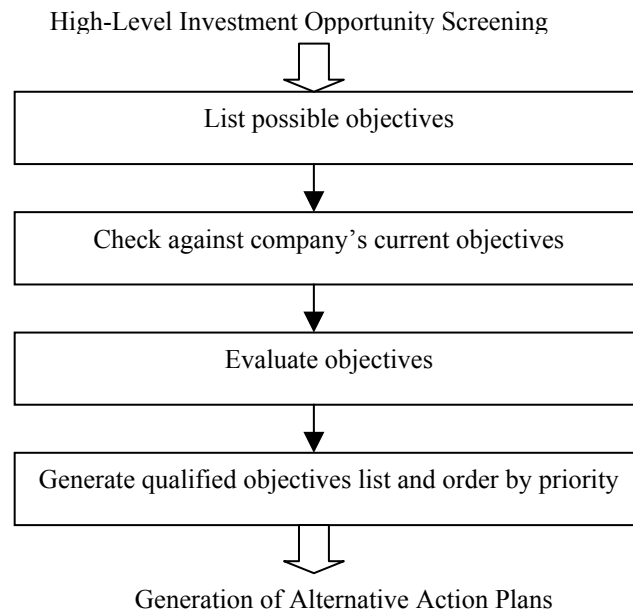 High-Level Investment Opportunity Screening
List possible objectives
Check against company’s current objectives
Evaluate objectives
Generate qualified objectives list and order by priority
Generation of Alternative Action Plans